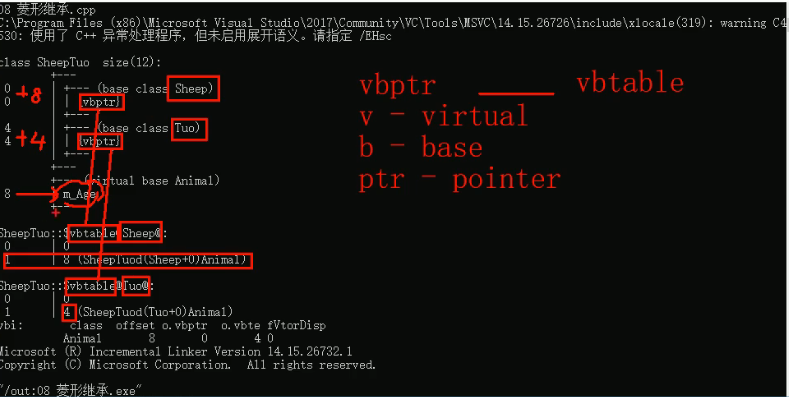 08 菱形继承.cpp
C:\Program Files (x86)\Microsoft Visual Studio\2017\Community\VC\Tools\MSVC\14.15.26726\include\xlocale(319): warning C4
530: 使用了 C++ 异常处理程序，但未启用展开语义。请指定 /EHsc
class SheepTuo  size(12):
+---
0 +8 | +--- (base class Sheep)
0 | | {vbptr}
| +---
4 +4 | +--- (base class Tuo)
4 | | {vbptr}
| +---
+---
+--- (virtual base Animal)
8 | m_Age
+---
vbptr ____ vbtable
v - virtual
b - base
ptr - pointer
SheepTuo::$vbtable@Sheep@:
0 | 0
1 | 8 (SheepTuod(Sheep+0)Animal)
SheepTuo::$vbtable@Tuo@:
0 | 0
1 | 4 (SheepTuod(Tuo+0)Animal)
vbi: class offset o.vbptr o.vbte fVtorDisp
Animal 8 0 4 0
Microsoft (R) Incremental Linker Version 14.15.26732.1
Copyright (C) Microsoft Corporation.  All rights reserved.
"/out:08 菱形继承.exe"